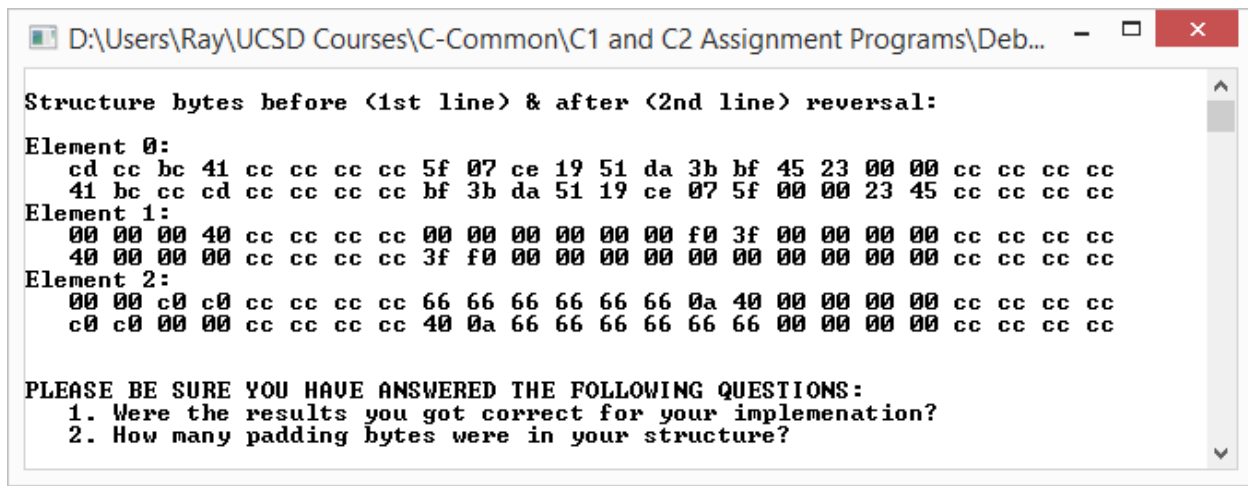 D:\Users\Ray\UCSD Courses\C-Common\C1 and C2 Assignment Programs\Deb...
Structure bytes before (1st line) & after (2nd line) reversal:
Element 0:
cd cc bc 41 cc cc cc cc 5f 07 ce 19 51 da 3b bf 45 23 00 00 cc cc cc cc
41 bc cc cd cc cc cc cc bf 3b da 51 19 ce 07 5f 00 00 23 45 cc cc cc cc
Element 1:
00 00 00 40 cc cc cc cc 00 00 00 00 00 00 f0 3f 00 00 00 00 cc cc cc cc
40 00 00 00 cc cc cc cc 3f f0 00 00 00 00 00 00 00 00 00 00 cc cc cc cc
Element 2:
00 00 c0 c0 cc cc cc cc 66 66 66 66 66 66 0a 40 00 00 00 00 cc cc cc cc
c0 c0 00 00 cc cc cc cc 40 0a 66 66 66 66 66 66 00 00 00 00 cc cc cc cc
PLEASE BE SURE YOU HAVE ANSWERED THE FOLLOWING QUESTIONS:
1. Were the results you got correct for your implemenation?
2. How many padding bytes were in your structure?